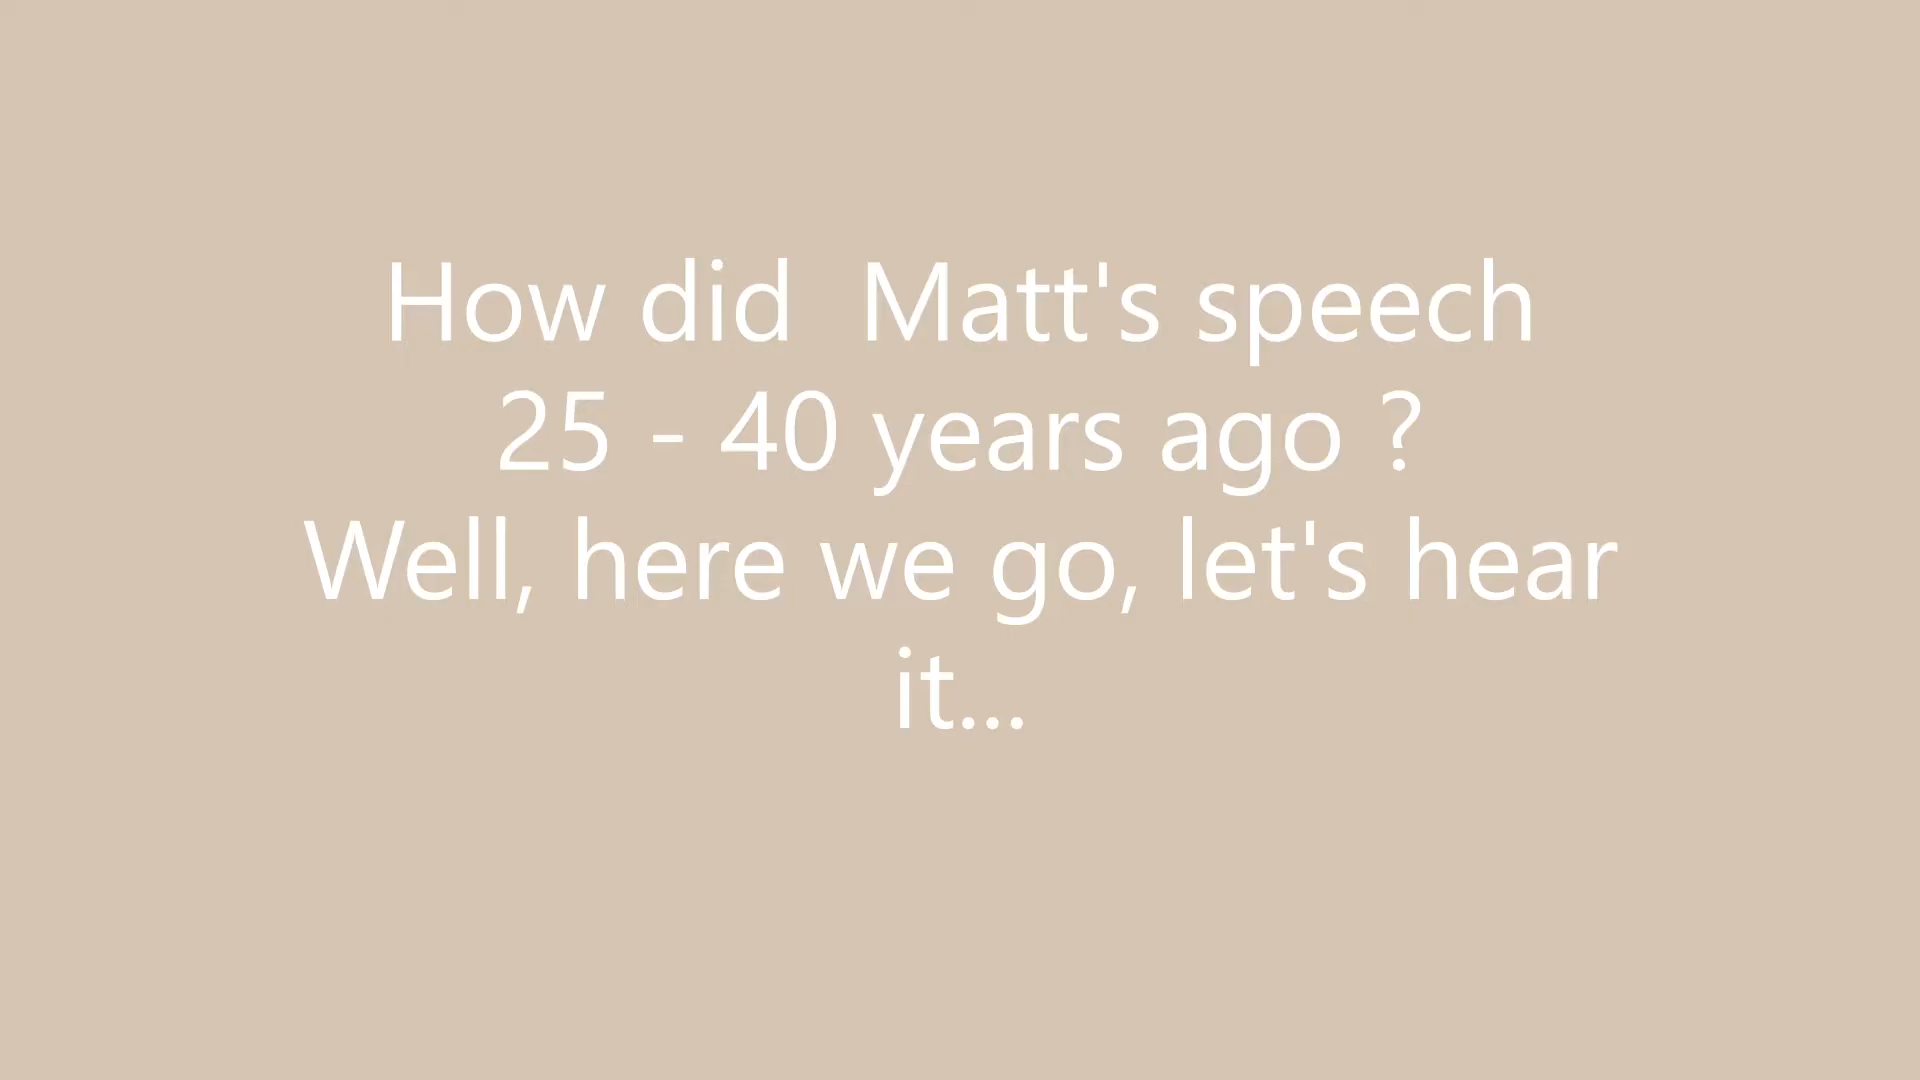 How did  Matt's speech
25 - 40 years ago ?
Well, here we go, let's hear
it...